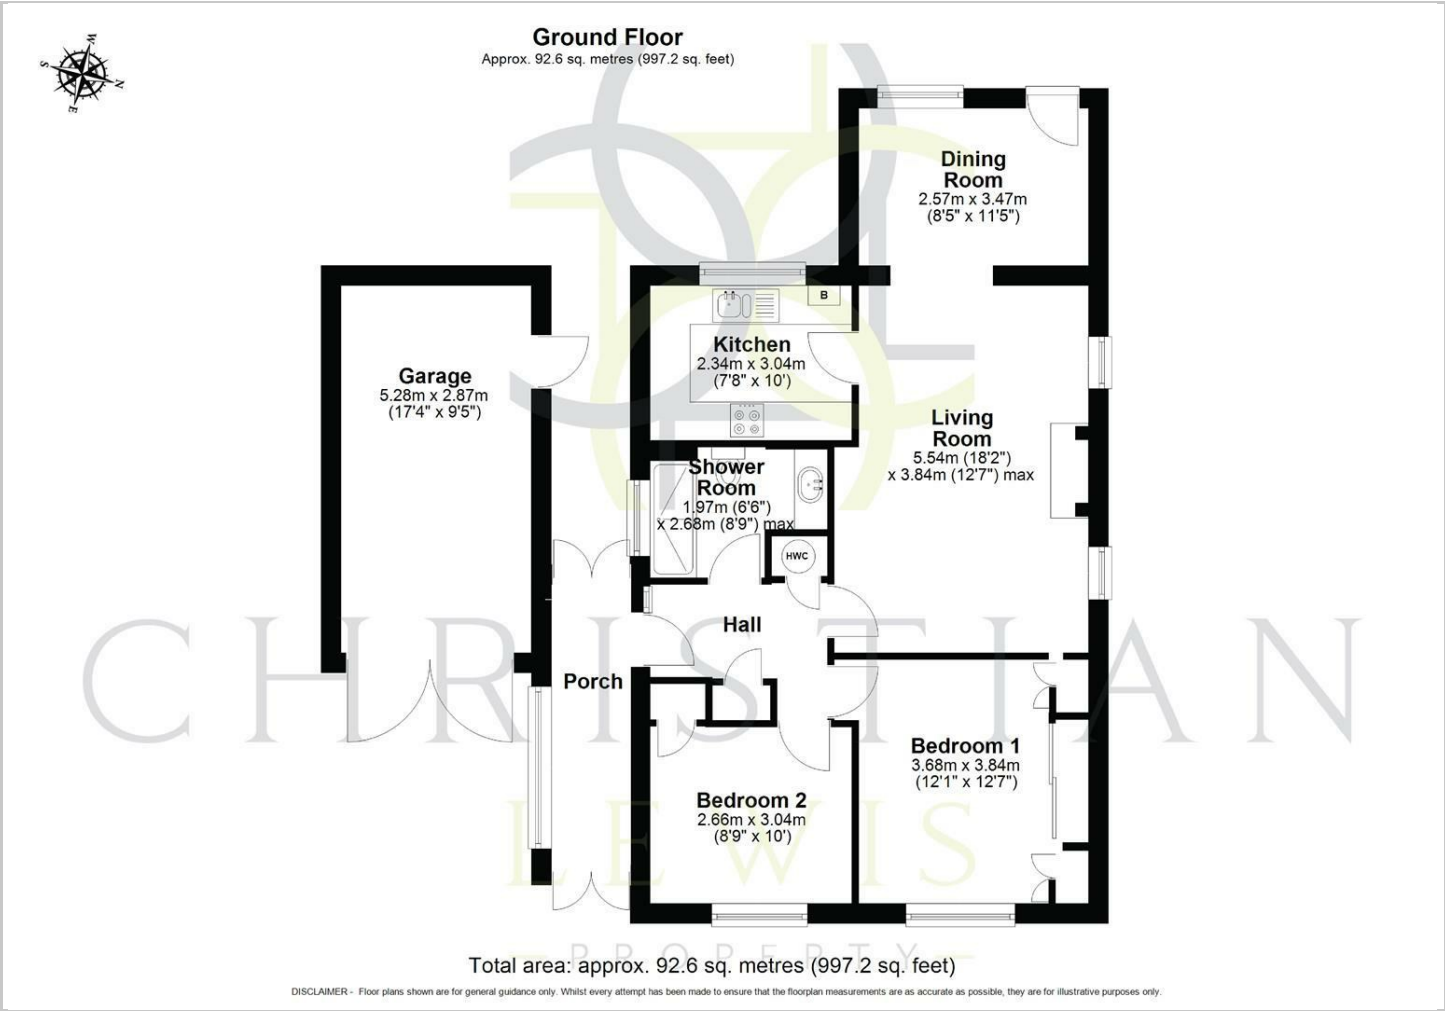 Ground Floor
Approx. 92.6 sq. metres (997.2 sq. feet)
W
S
N
E
Dining
Room
2.57m x 3.47m
(8'5" x 11'5")
B
Kitchen
2.34m x 3.04m
(7'8" x 10')
Garage
5.28m x 2.87m
(17'4" x 9'5")
Living
Room
5.54m (18'2")
x 3.84m (12'7") max
Shower
Room
1.97m (6'6")
x 2.68m (8'9") max
HWC
Hall
CHRISTIAN
Porch
Bedroom 1
3.68m x 3.84m
(12'1" x 12'7")
Bedroom 2
2.66m x 3.04m
(8'9" x 10')
LEWIS
PROPERTY
Total area: approx. 92.6 sq. metres (997.2 sq. feet)
DISCLAIMER - Floor plans shown are for general guidance only. Whilst every attempt has been made to ensure that the floorplan measurements are as accurate as possible, they are for illustrative purposes only.